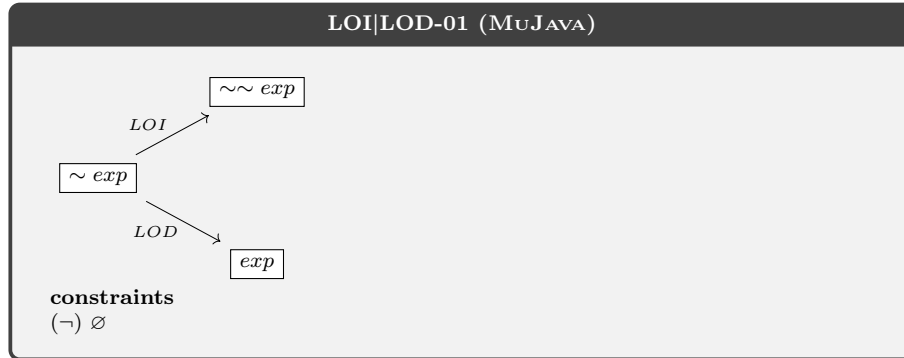 LOI|LOD-01 (MUJAVA)
∼∼ exp
LOI
∼ exp
LOD
exp
constraints
(¬) ∅